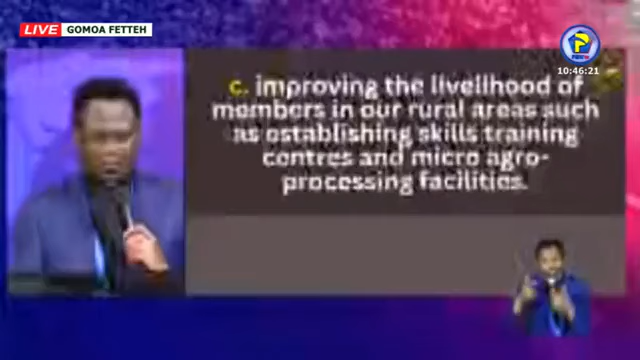 LIVE GOMOA FETTEH
10:46:21
c. improving the livelihood of
members in our rural areas such
as establishing skills training
centres and micro agro-
processing facilities.